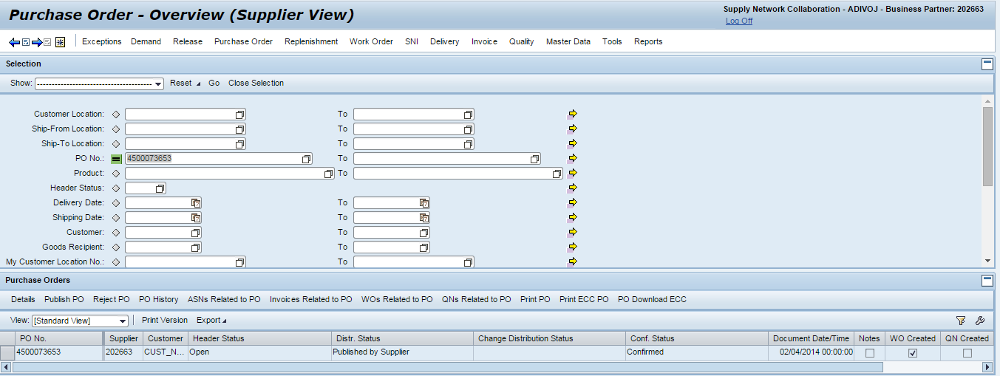 Purchase Order - Overview (Supplier View)
Supply Network Collaboration - ADIVOJ - Business Partner: 202663
Log Off
Exceptions Demand Release Purchase Order Replenishment Work Order SNI Delivery Invoice Quality Master Data Tools Reports
Selection
Show: --------------------------------------- Reset Go Close Selection
Customer Location: To
Ship-From Location: To
Ship-To Location: To
PO No.: 4500073653 To
Product: To
Header Status:
Delivery Date: To
Shipping Date: To
Customer: To
Goods Recipient: To
My Customer Location No.: To
Purchase Orders
Details Publish PO Reject PO PO History ASNs Related to PO Invoices Related to PO WOs Related to PO QNs Related to PO Print PO Print ECC PO PO Download ECC
View: [Standard View] Print Version Export
PO No. Supplier Customer Header Status Distr. Status Change Distribution Status Conf. Status Document Date/Time Notes WO Created QN Created
4500073653 202663 CUST_N... Open Published by Supplier Confirmed 02/04/2014 00:00:00